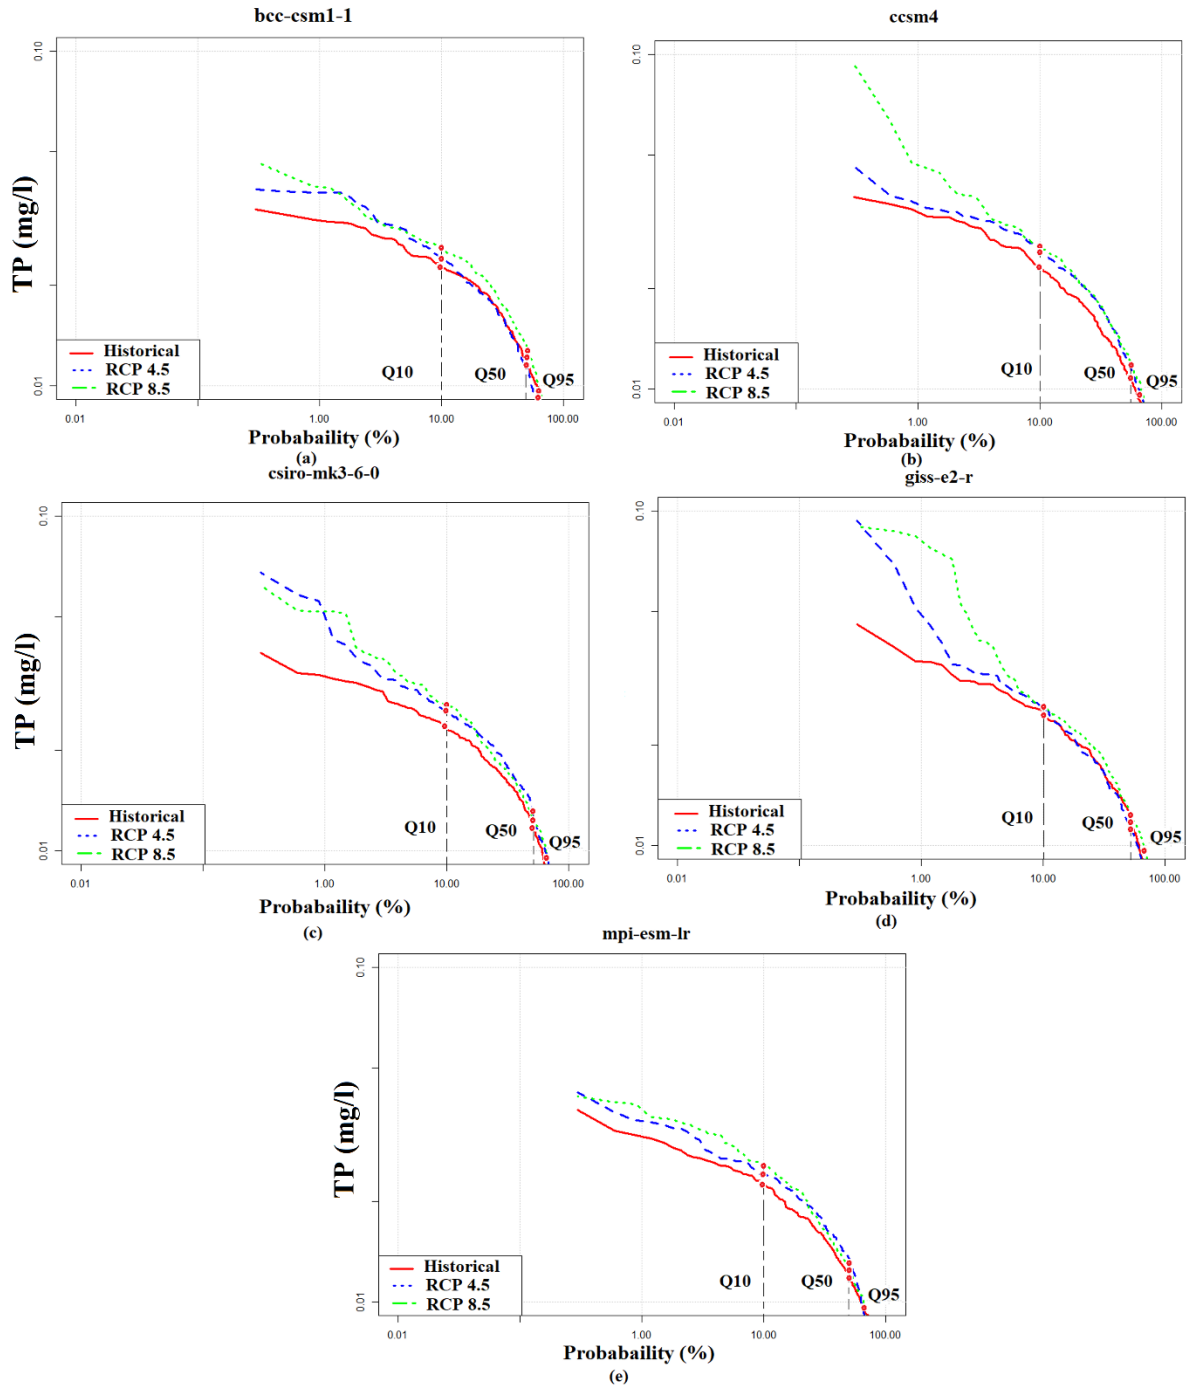 bcc-csm1-1
ccsm4
0.10
TP (mg/l)
0.01
Historical
RCP 4.5
RCP 8.5
Q10
Q50
Q95
0.01
1.00
10.00
100.00
Probabaility (%)
(a)
0.10
0.01
Historical
RCP 4.5
RCP 8.5
Q10
Q50
Q95
0.01
1.00
10.00
100.00
Probabaility (%)
(b)
csiro-mk3-6-0
giss-e2-r
0.10
TP (mg/l)
0.01
Historical
RCP 4.5
RCP 8.5
Q10
Q50
Q95
0.01
1.00
10.00
100.00
Probabaility (%)
(c)
0.10
0.01
Historical
RCP 4.5
RCP 8.5
Q10
Q50
Q95
0.01
1.00
10.00
100.00
Probabaility (%)
(d)
mpi-esm-lr
0.10
TP (mg/l)
0.01
Historical
RCP 4.5
RCP 8.5
Q10
Q50
Q95
0.01
1.00
10.00
100.00
Probabaility (%)
(e)